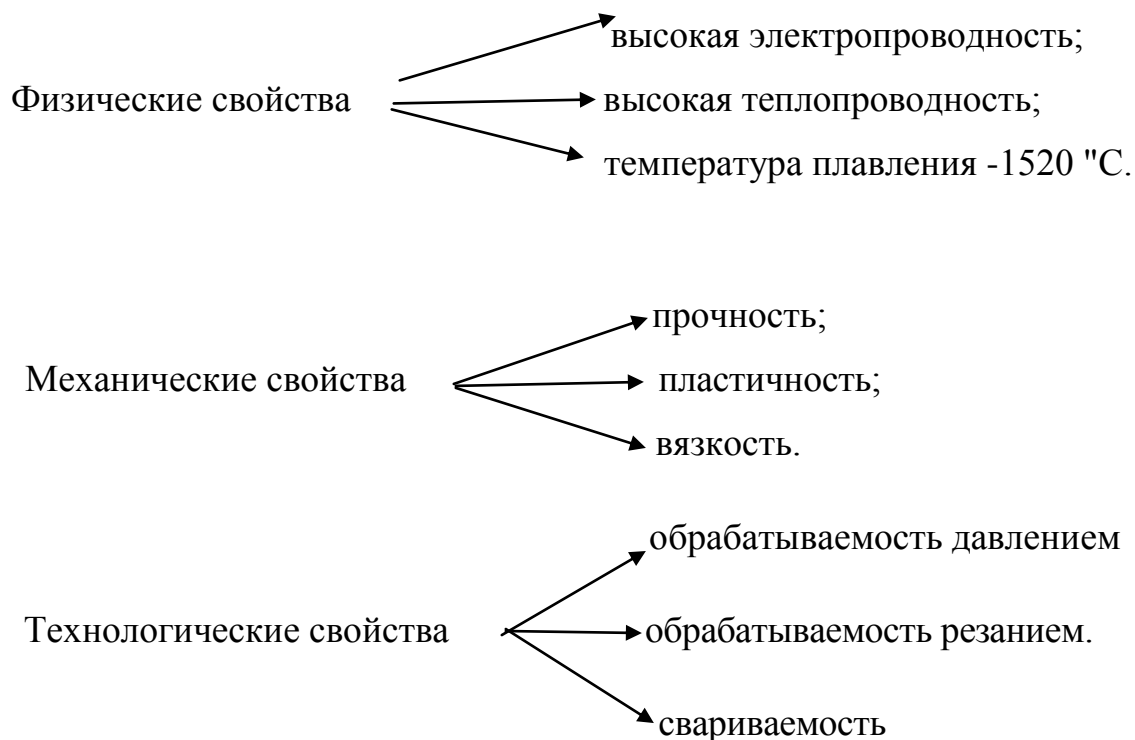 высокая электропроводность;
Физические свойства
высокая теплопроводность;
температура плавления -1520 "С.
прочность;
Механические свойства
пластичность;
вязкость.
обрабатываемость давлением
Технологические свойства
обрабатываемость резанием.
свариваемость